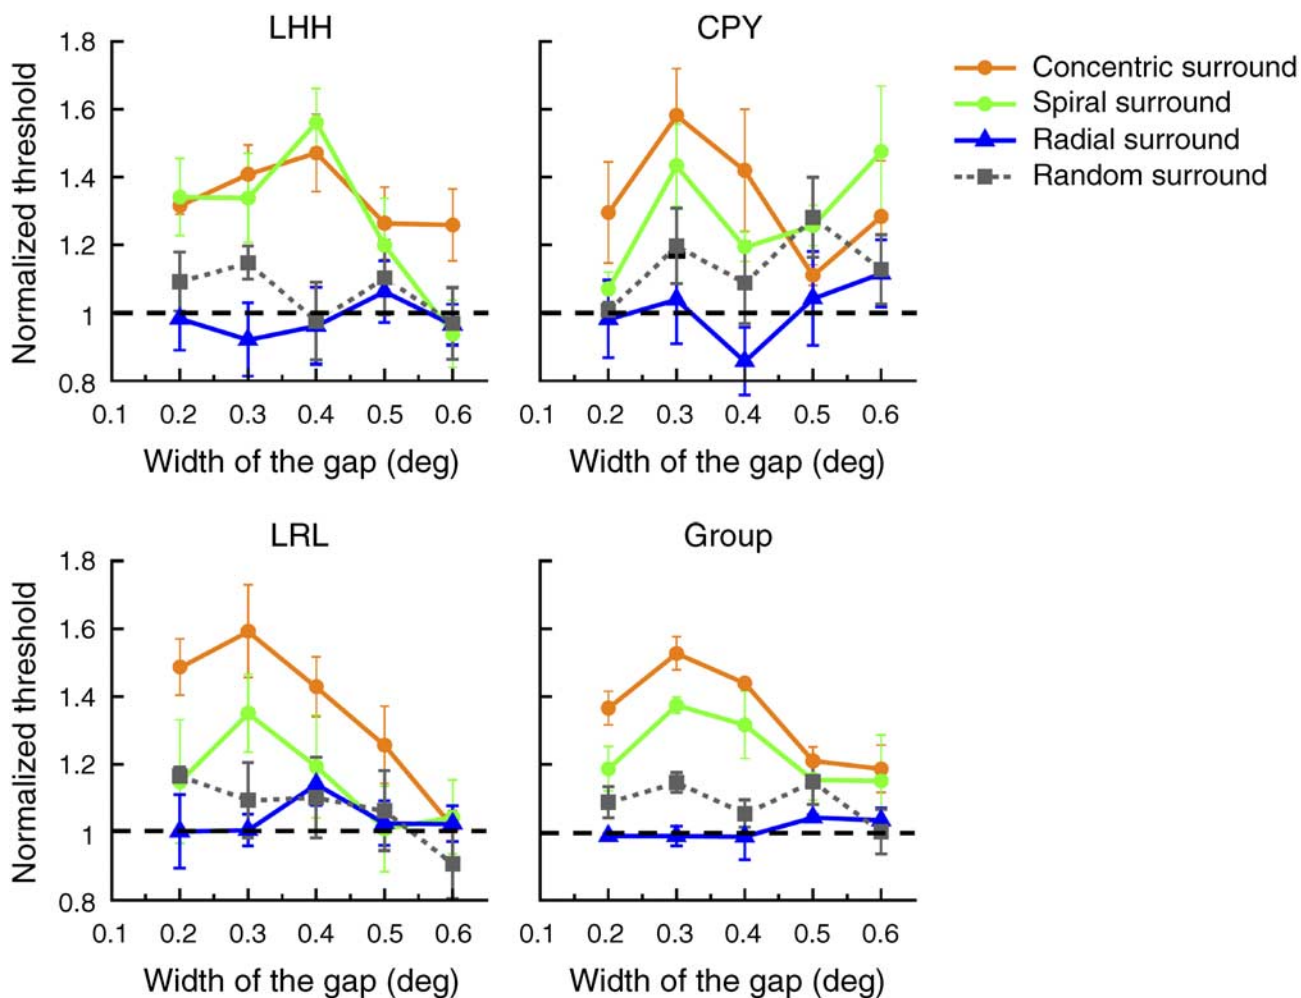 LHH
CPY
1.8
1.6
1.4
1.2
1
0.8
Normalized threshold
0.1 0.2 0.3 0.4 0.5 0.6
0.1 0.2 0.3 0.4 0.5 0.6
Width of the gap (deg)
Width of the gap (deg)
Concentric surround
Spiral surround
Radial surround
Random surround
LRL
Group
1.8
1.6
1.4
1.2
1
0.8
Normalized threshold
0.1 0.2 0.3 0.4 0.5 0.6
0.1 0.2 0.3 0.4 0.5 0.6
Width of the gap (deg)
Width of the gap (deg)